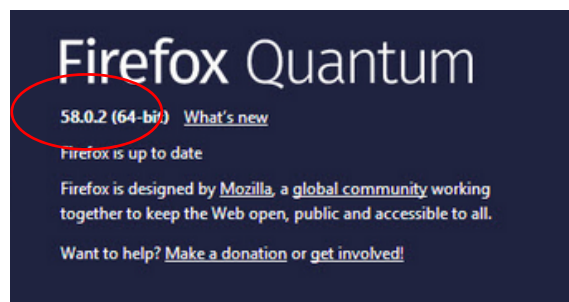 Firefox Quantum
58.0.2 (64-bit) What's new
Firefox is up to date
Firefox is designed by Mozilla, a global community working
together to keep the Web open, public and accessible to all.
Want to help? Make a donation or get involved!